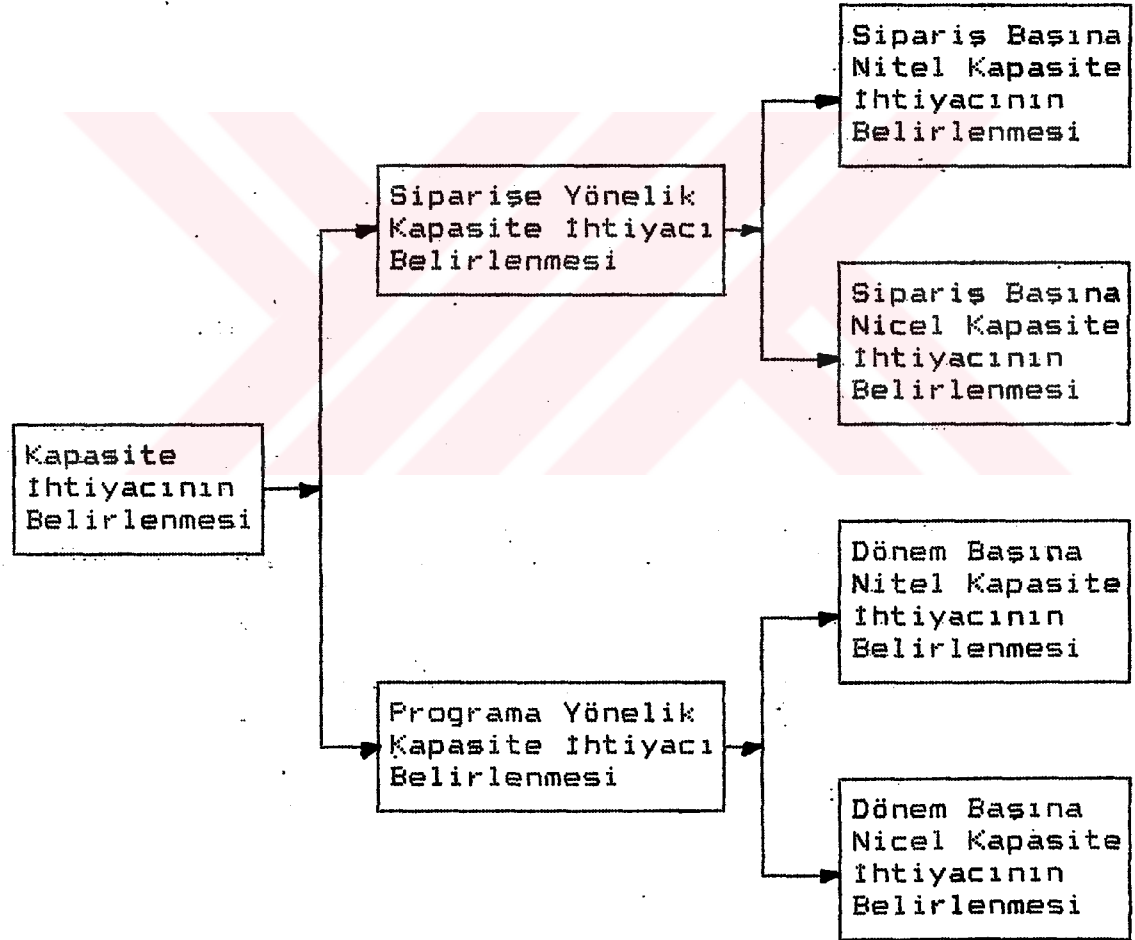 Sipariş Başına
Nitel Kapasite
İhtiyacının
Belirlenmesi
Siparişe Yönelik
Kapasite İhtiyacı
Belirlenmesi
Sipariş Başına
Nicel Kapasite
İhtiyacının
Belirlenmesi
Kapasite
İhtiyacının
Belirlenmesi
Dönem Başına
Nitel Kapasite
İhtiyacının
Belirlenmesi
Programa Yönelik
Kapasite İhtiyacı
Belirlenmesi
Dönem Başına
Nicel Kapasite
İhtiyacının
Belirlenmesi